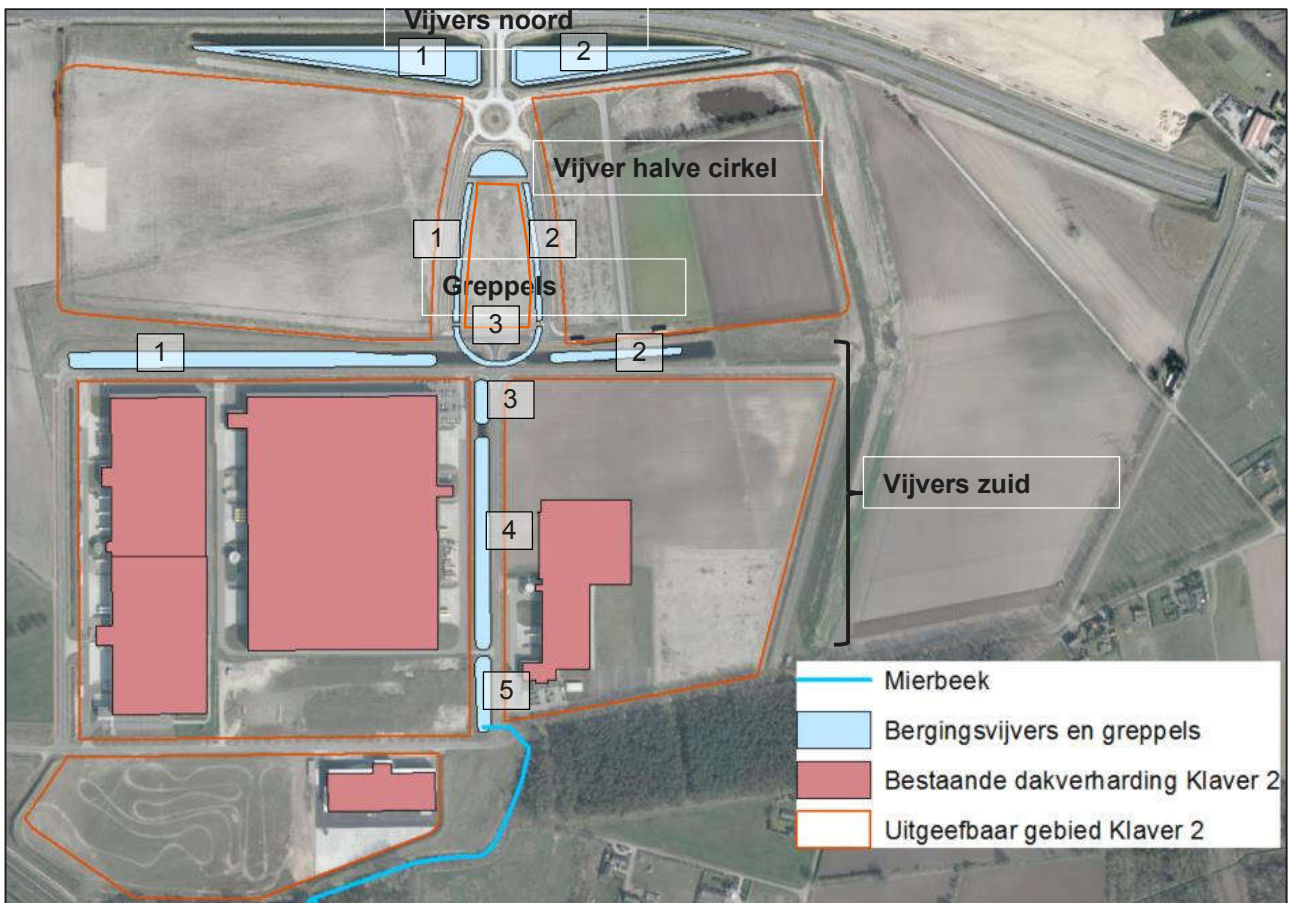 Vijvers noord
1
2
Vijver halve cirkel
1
2
Greppels
3
1
2
3
Vijvers zuid
4
5
Mierbeek
Bergingsvijvers en greppels
Bestaande dakverharding Klaver 2
Uitgeefbaar gebied Klaver 2